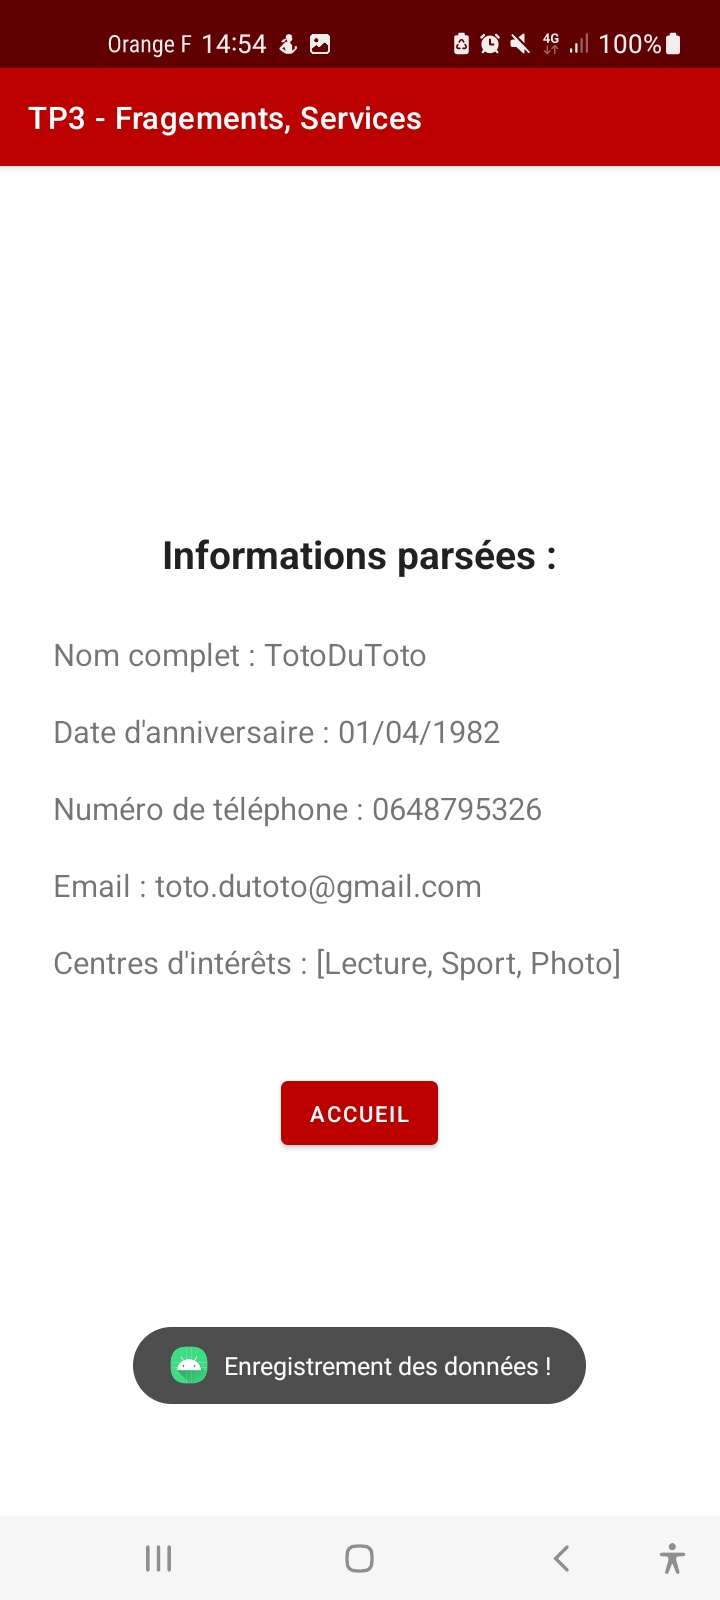 Orange F 14:54 4G 100%
TP3 - Fragements, Services
Informations parsées :
Nom complet : TotoDuToto
Date d'anniversaire : 01/04/1982
Numéro de téléphone : 0648795326
Email : toto.dutoto@gmail.com
Centres d'intérêts : [Lecture, Sport, Photo]
ACCUEIL
Enregistrement des données !